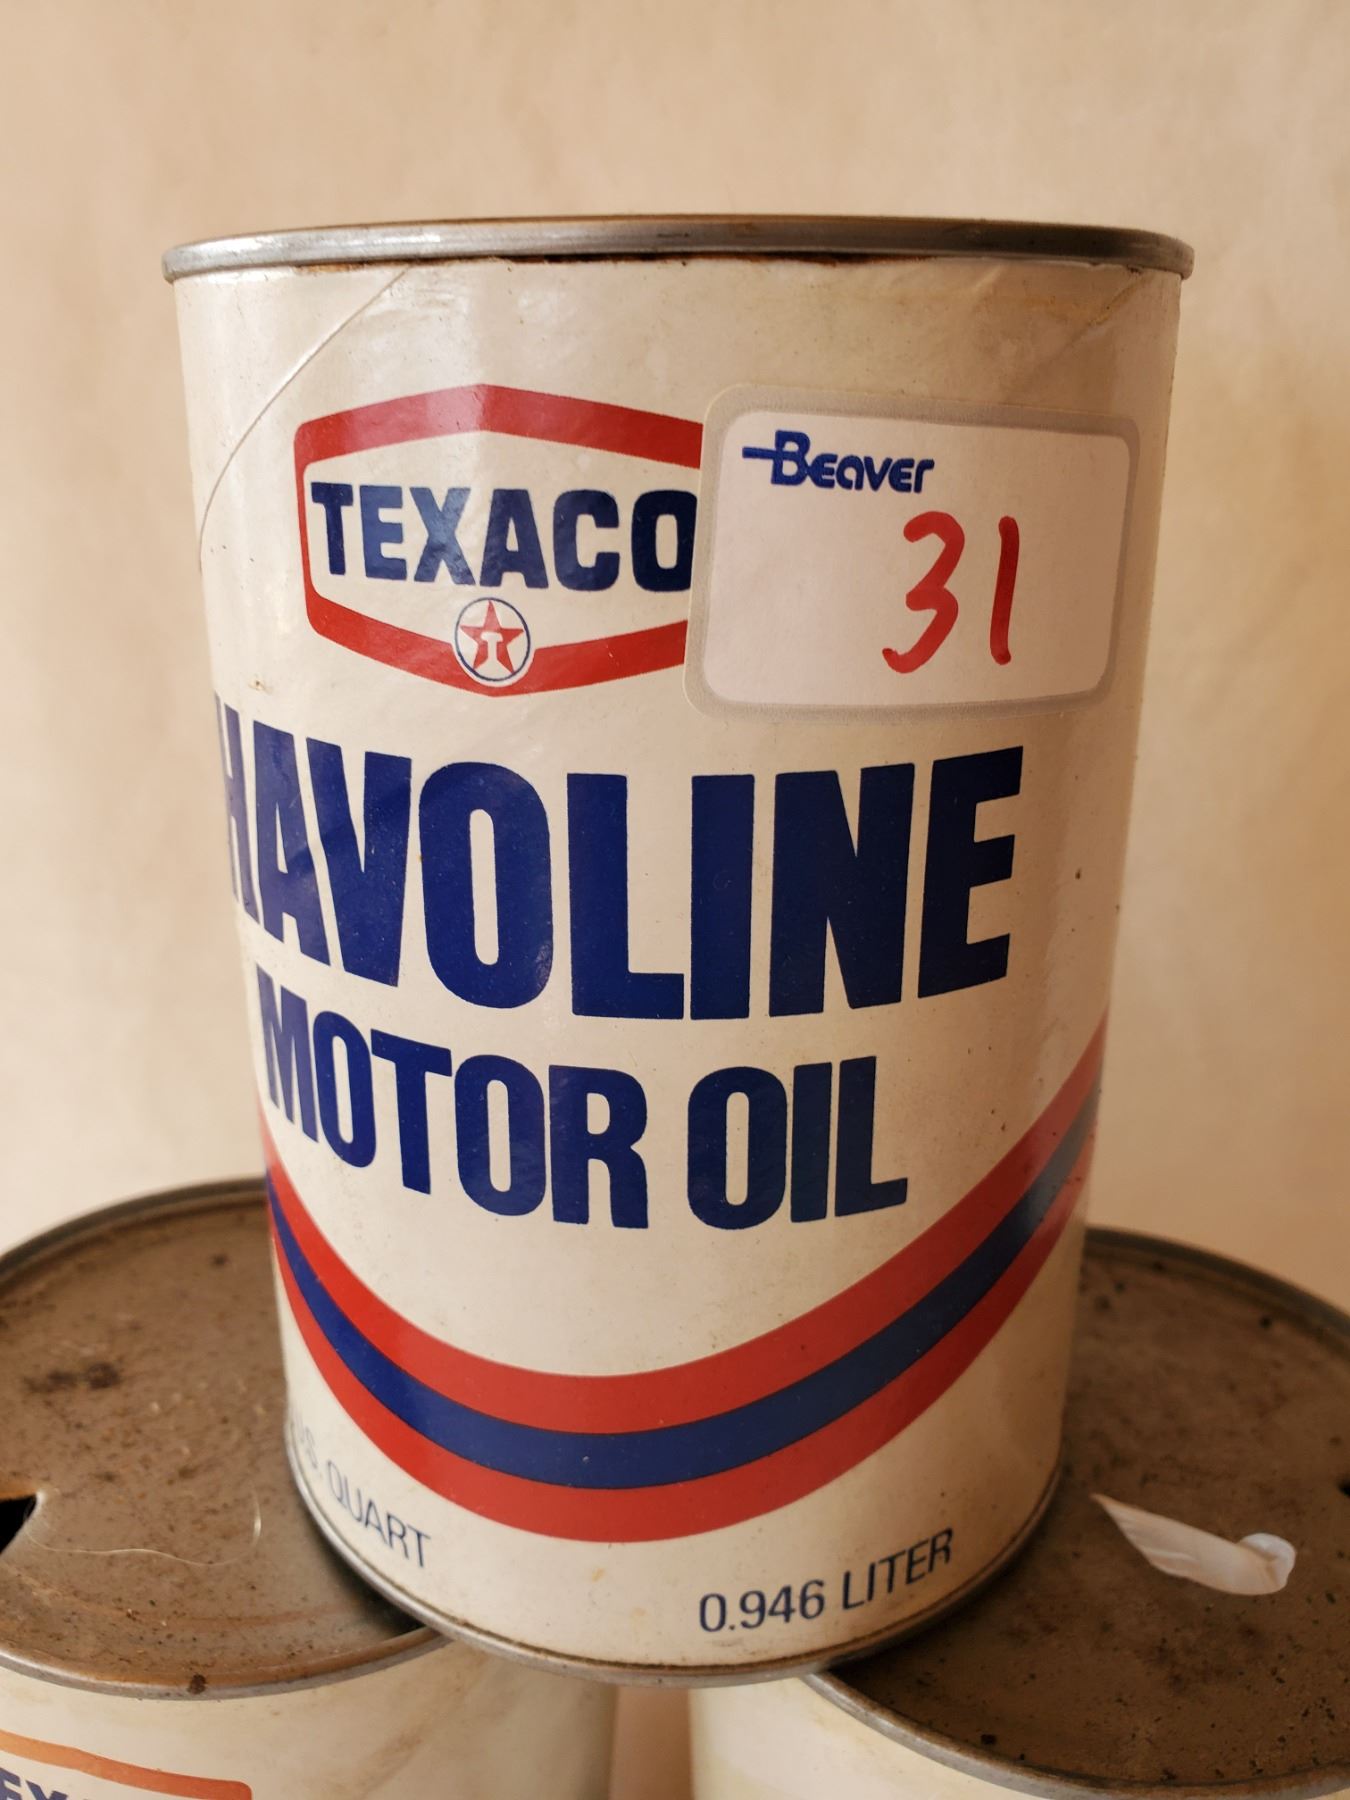 TEXACO
T
Beaver
31
HAVOLINE
MOTOR OIL
U.S. QUART
0.946 LITER